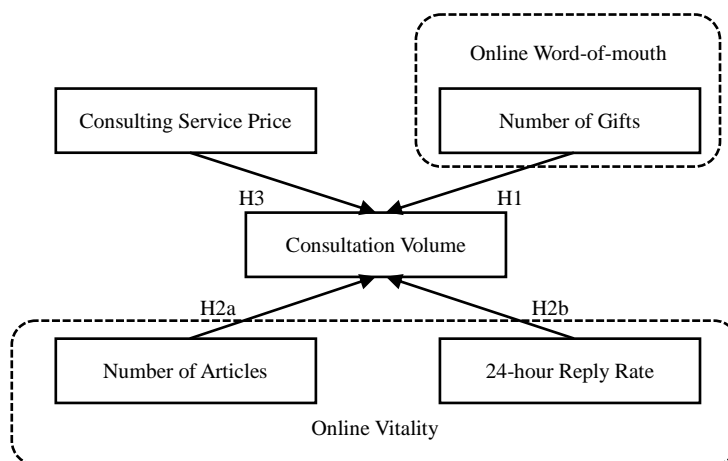 Online Word-of-mouth
Consulting Service Price
Number of Gifts
H3
H1
Consultation Volume
H2a
H2b
Number of Articles
24-hour Reply Rate
Online Vitality